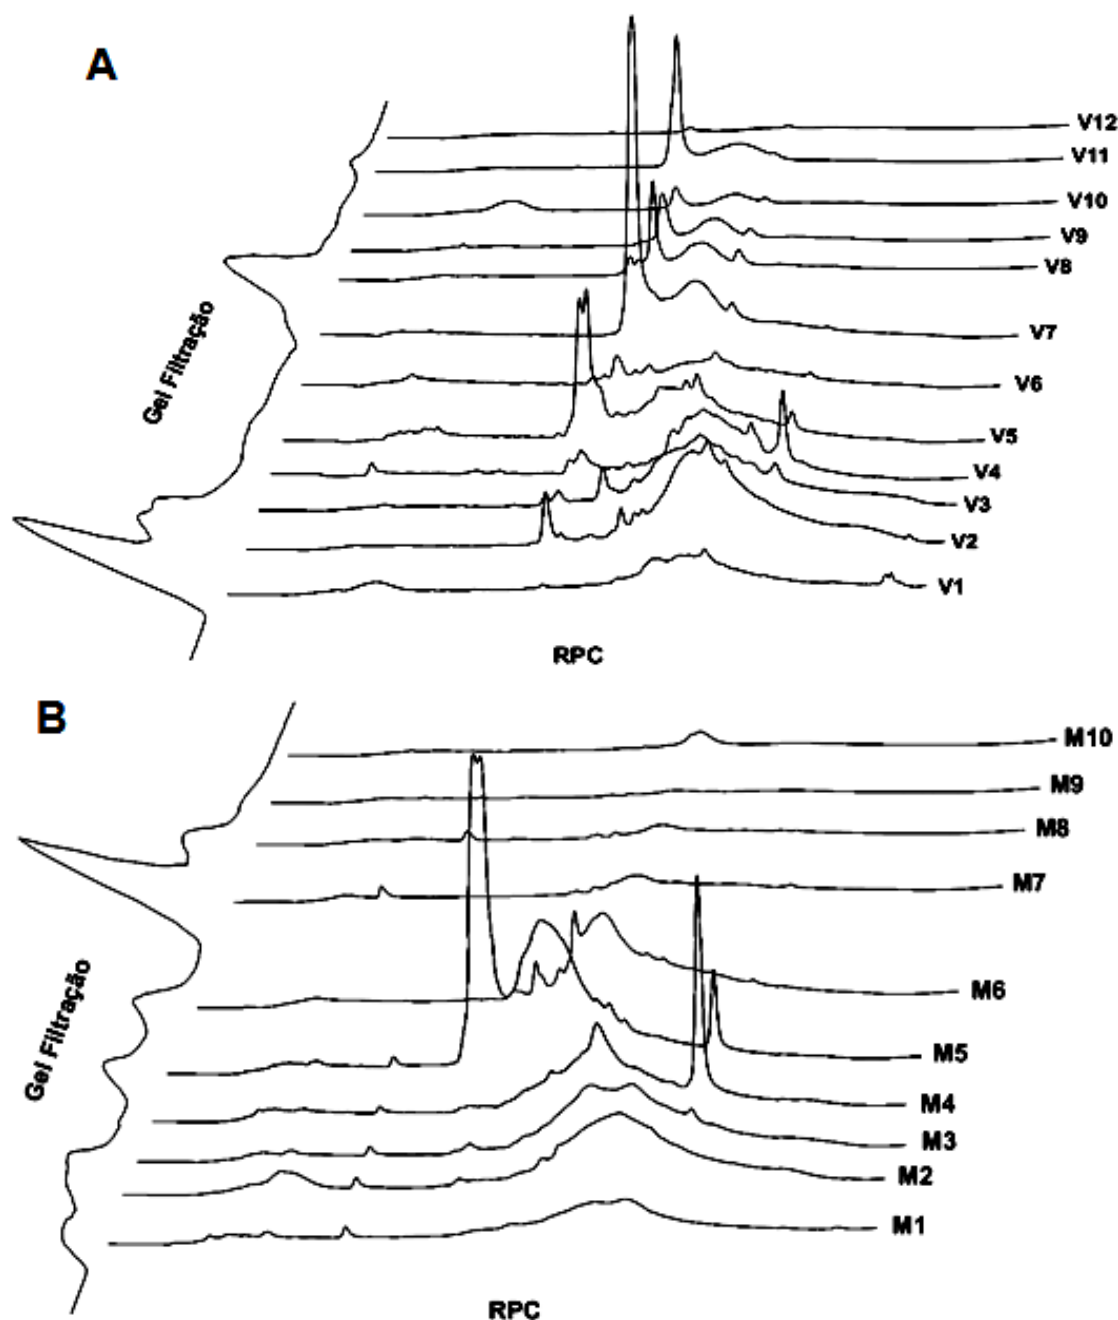 A
V12
V11
V10
V9
V8
V7
V6
V5
V4
V3
V2
V1
Gel Filtração
RPC
B
M10
M9
M8
M7
M6
M5
M4
M3
M2
M1
Gel Filtração
RPC